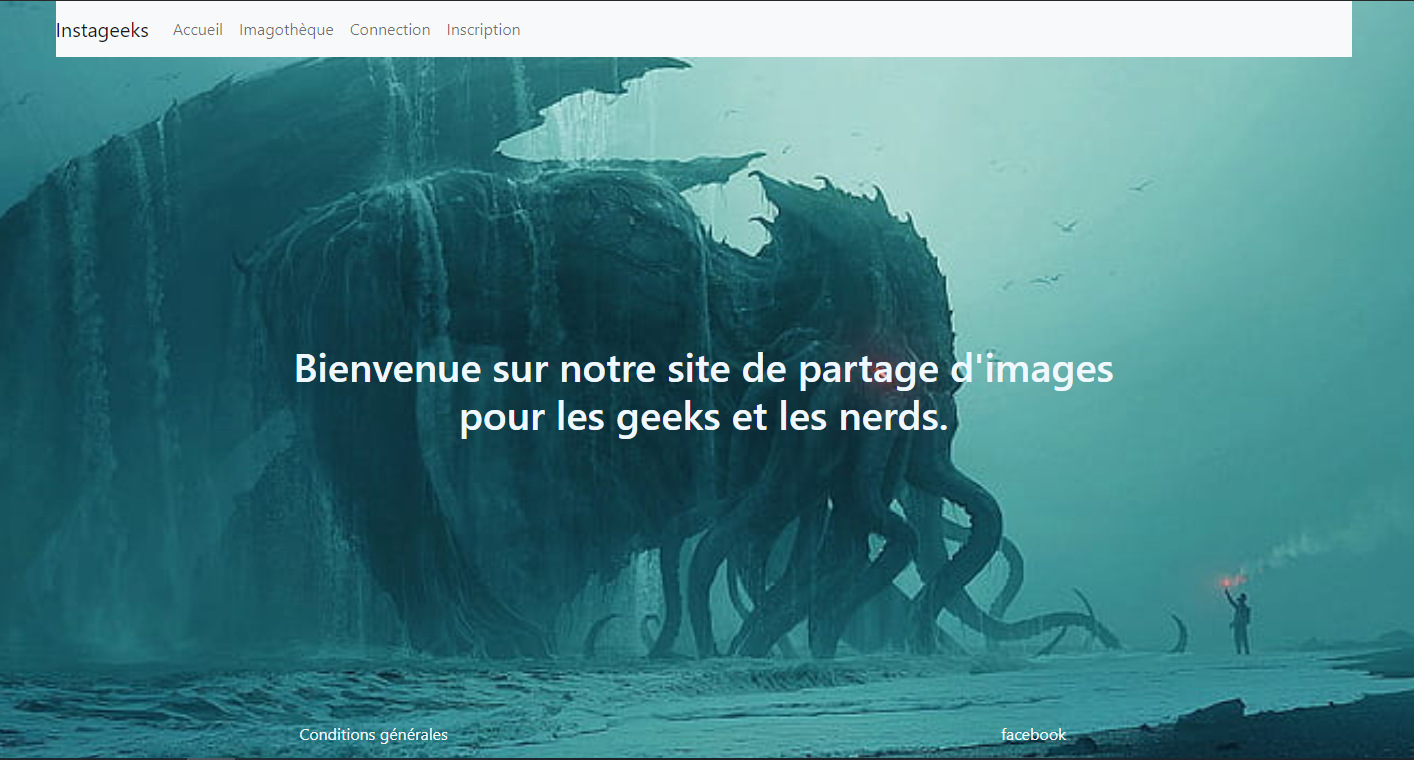 Instageeks Accueil Imagothèque Connection Inscription
Bienvenue sur notre site de partage d'images
pour les geeks et les nerds.
Conditions générales facebook